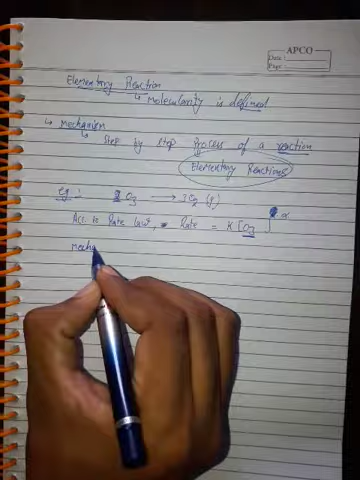 APCO
Date :
Page :
Elementary Reaction
↳ Molecularity is defined
↳ Mechanism
↳ Step by step Process of a reaction
Elementary Reactions
eg :- 2O3 → 3O2 (g)
Acc. to Rate law, Rate = K [O3]^α
Mecha